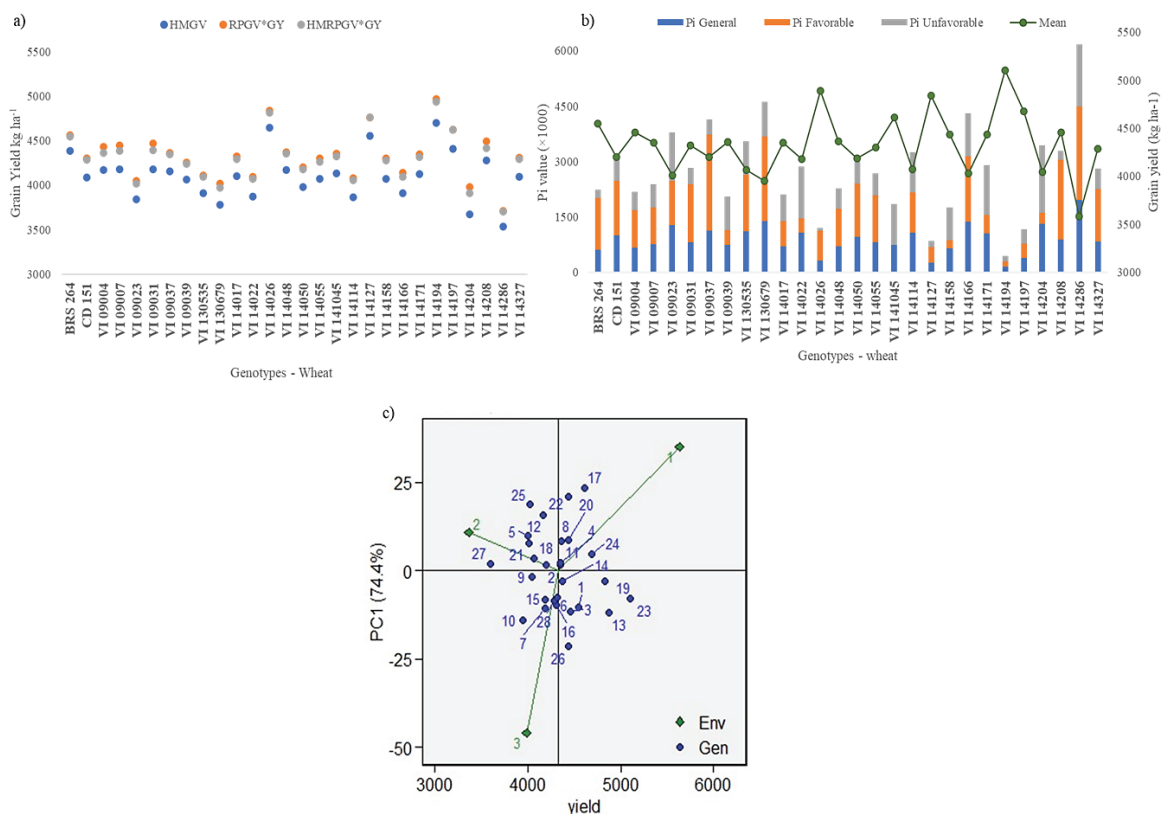 a)
HMGV RPGV*GY HMRPGV*GY
5500
5000
4500
4000
3500
3000
Grain Yield kg ha-1
BRS 264
CD 151
VI 09004
VI 09007
VI 09023
VI 09031
VI 09037
VI 09039
VI 130535
VI 130679
VI 14017
VI 14022
VI 14026
VI 14048
VI 14050
VI 14055
VI 141045
VI 14114
VI 14127
VI 14158
VI 14166
VI 14171
VI 14194
VI 14197
VI 14204
VI 14208
VI 14286
VI 14327
Genotypes - Wheat
b)
Pi General Pi Favorable Pi Unfavorable Mean
6000
4500
3000
1500
0
Pi value (×1000)
5500
5000
4500
4000
3500
3000
Grain yield (kg ha-1)
BRS 264
CD 151
VI 09004
VI 09007
VI 09023
VI 09031
VI 09037
VI 09039
VI 130535
VI 130679
VI 14017
VI 14022
VI 14026
VI 14048
VI 14050
VI 14055
VI 141045
VI 14114
VI 14127
VI 14158
VI 14166
VI 14171
VI 14194
VI 14197
VI 14204
VI 14208
VI 14286
VI 14327
Genotypes - wheat
c)
PC1 (74.4%)
25
0
-25
-50
1
17
25
22
20
2
5
12
8
4
27
21
18
11
24
2
14
9
1
19
15
6
3
23
10
28
16
13
7
26
3
Env
Gen
3000
4000
5000
6000
yield